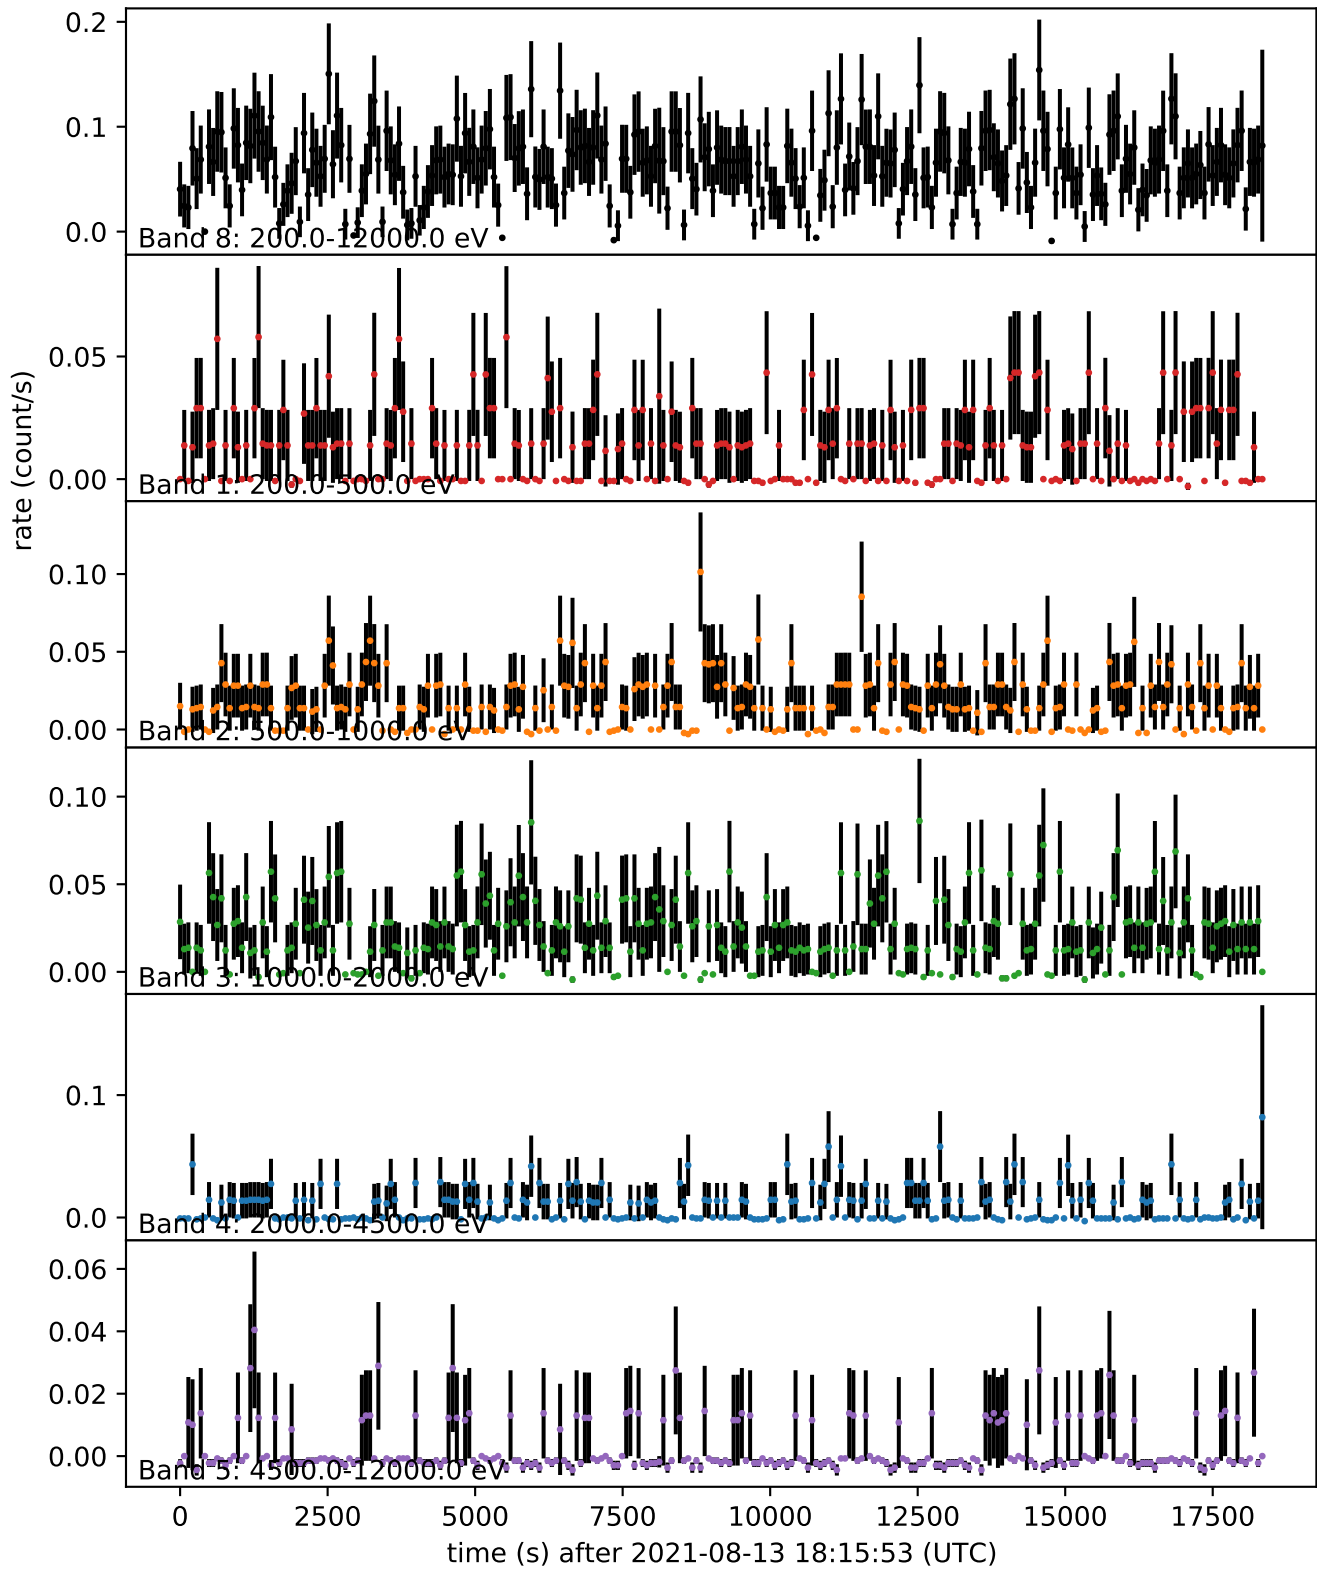 0.2
0.1
0.0
Band 8: 200.0-12000.0 eV
0.05
0.00
Band 1: 200.0-500.0 eV
rate (count/s)
0.10
0.05
0.00
Band 2: 500.0-1000.0 eV
0.10
0.05
0.00
Band 3: 1000.0-2000.0 eV
0.1
0.0
Band 4: 2000.0-4500.0 eV
0.06
0.04
0.02
0.00
Band 5: 4500.0-12000.0 eV
0 2500 5000 7500 10000 12500 15000 17500
time (s) after 2021-08-13 18:15:53 (UTC)